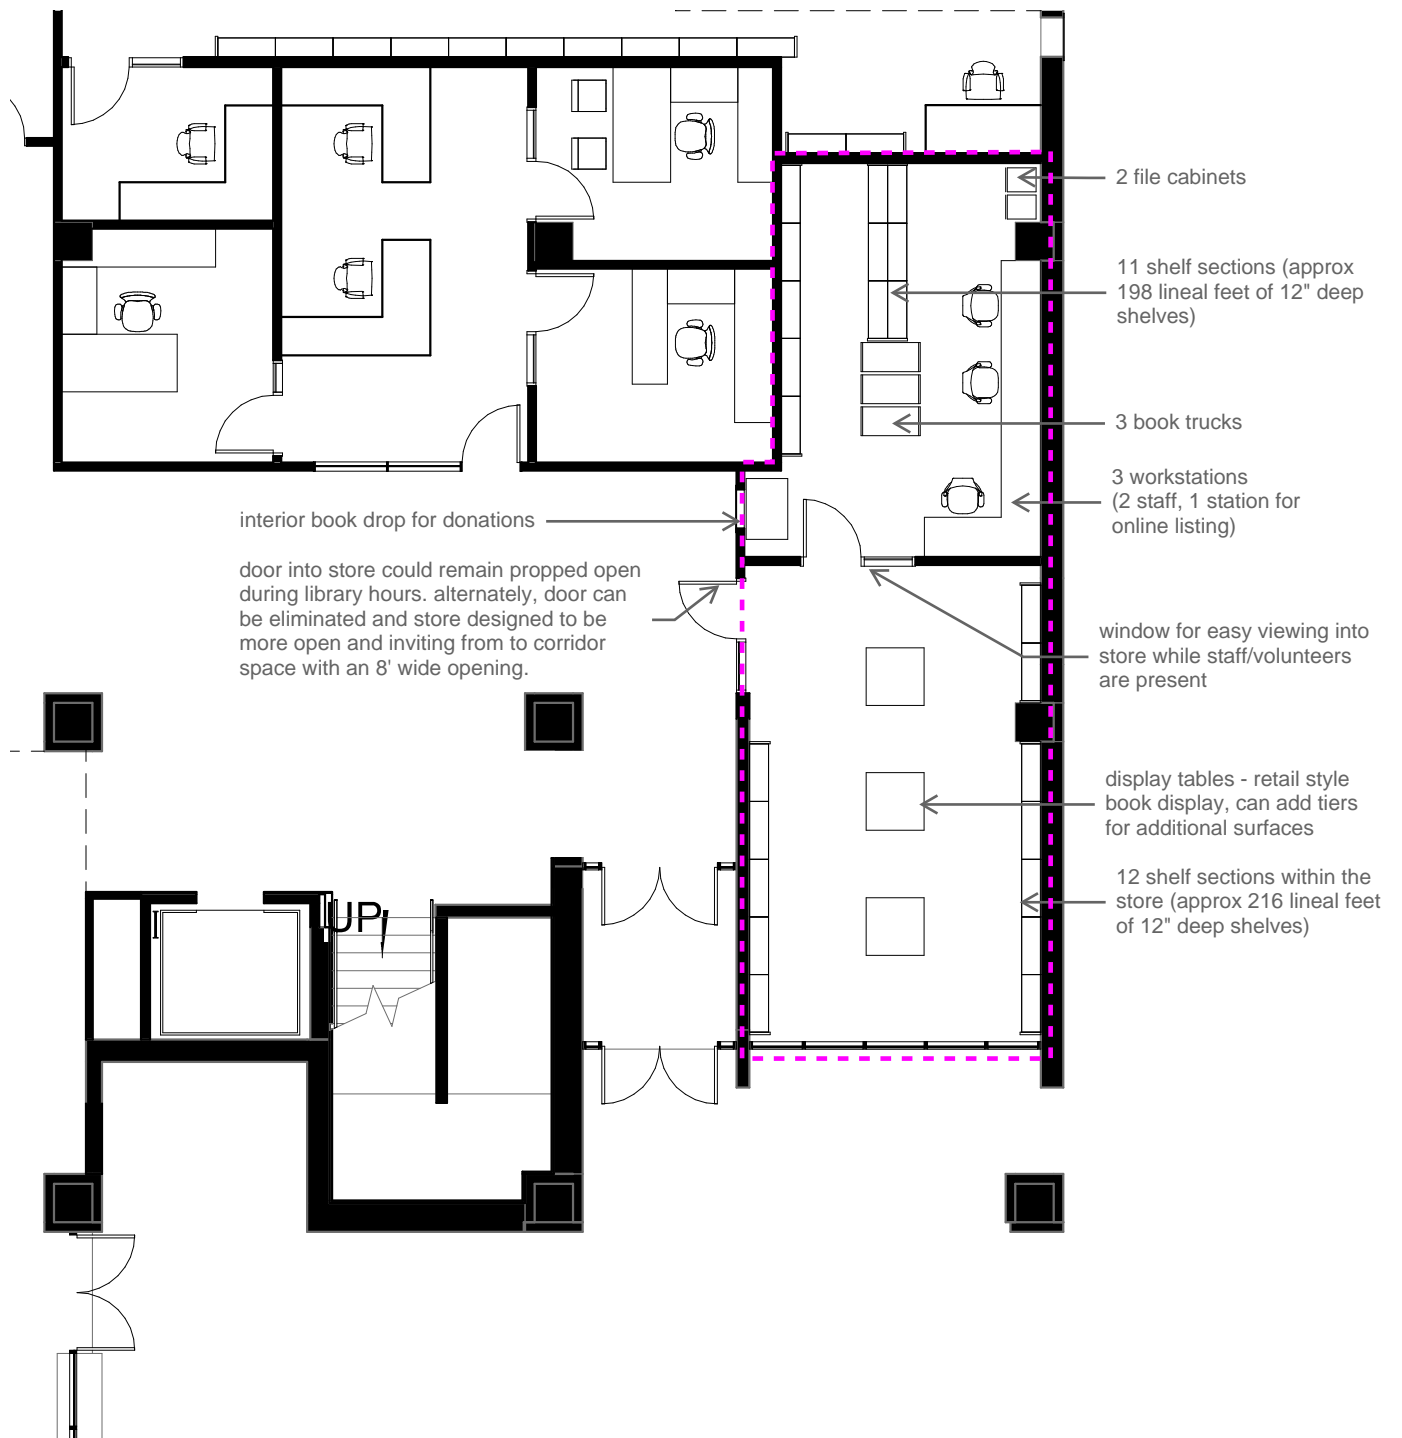 2 file cabinets
11 shelf sections (approx
198 lineal feet of 12" deep
shelves)
3 book trucks
3 workstations
(2 staff, 1 station for
online listing)
interior book drop for donations
door into store could remain propped open
during library hours. alternately, door can
be eliminated and store designed to be
more open and inviting from to corridor
space with an 8' wide opening.
window for easy viewing into
store while staff/volunteers
are present
display tables - retail style
book display, can add tiers
for additional surfaces
12 shelf sections within the
store (approx 216 lineal feet
of 12" deep shelves)
UP